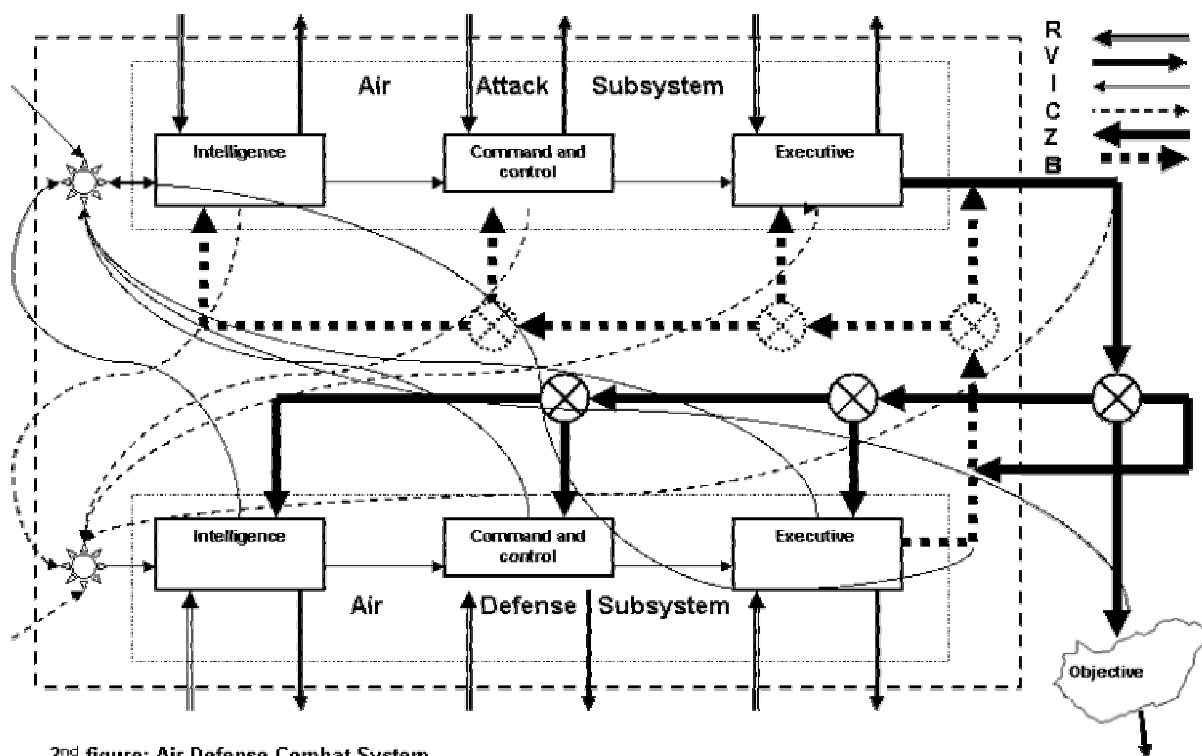 Air Attack Subsystem
R
V
I
C
Z
B
Intelligence
Command and
control
Executive
Intelligence
Command and
control
Executive
Air Defense Subsystem
Objective
2nd figure: Air Defense Combat System